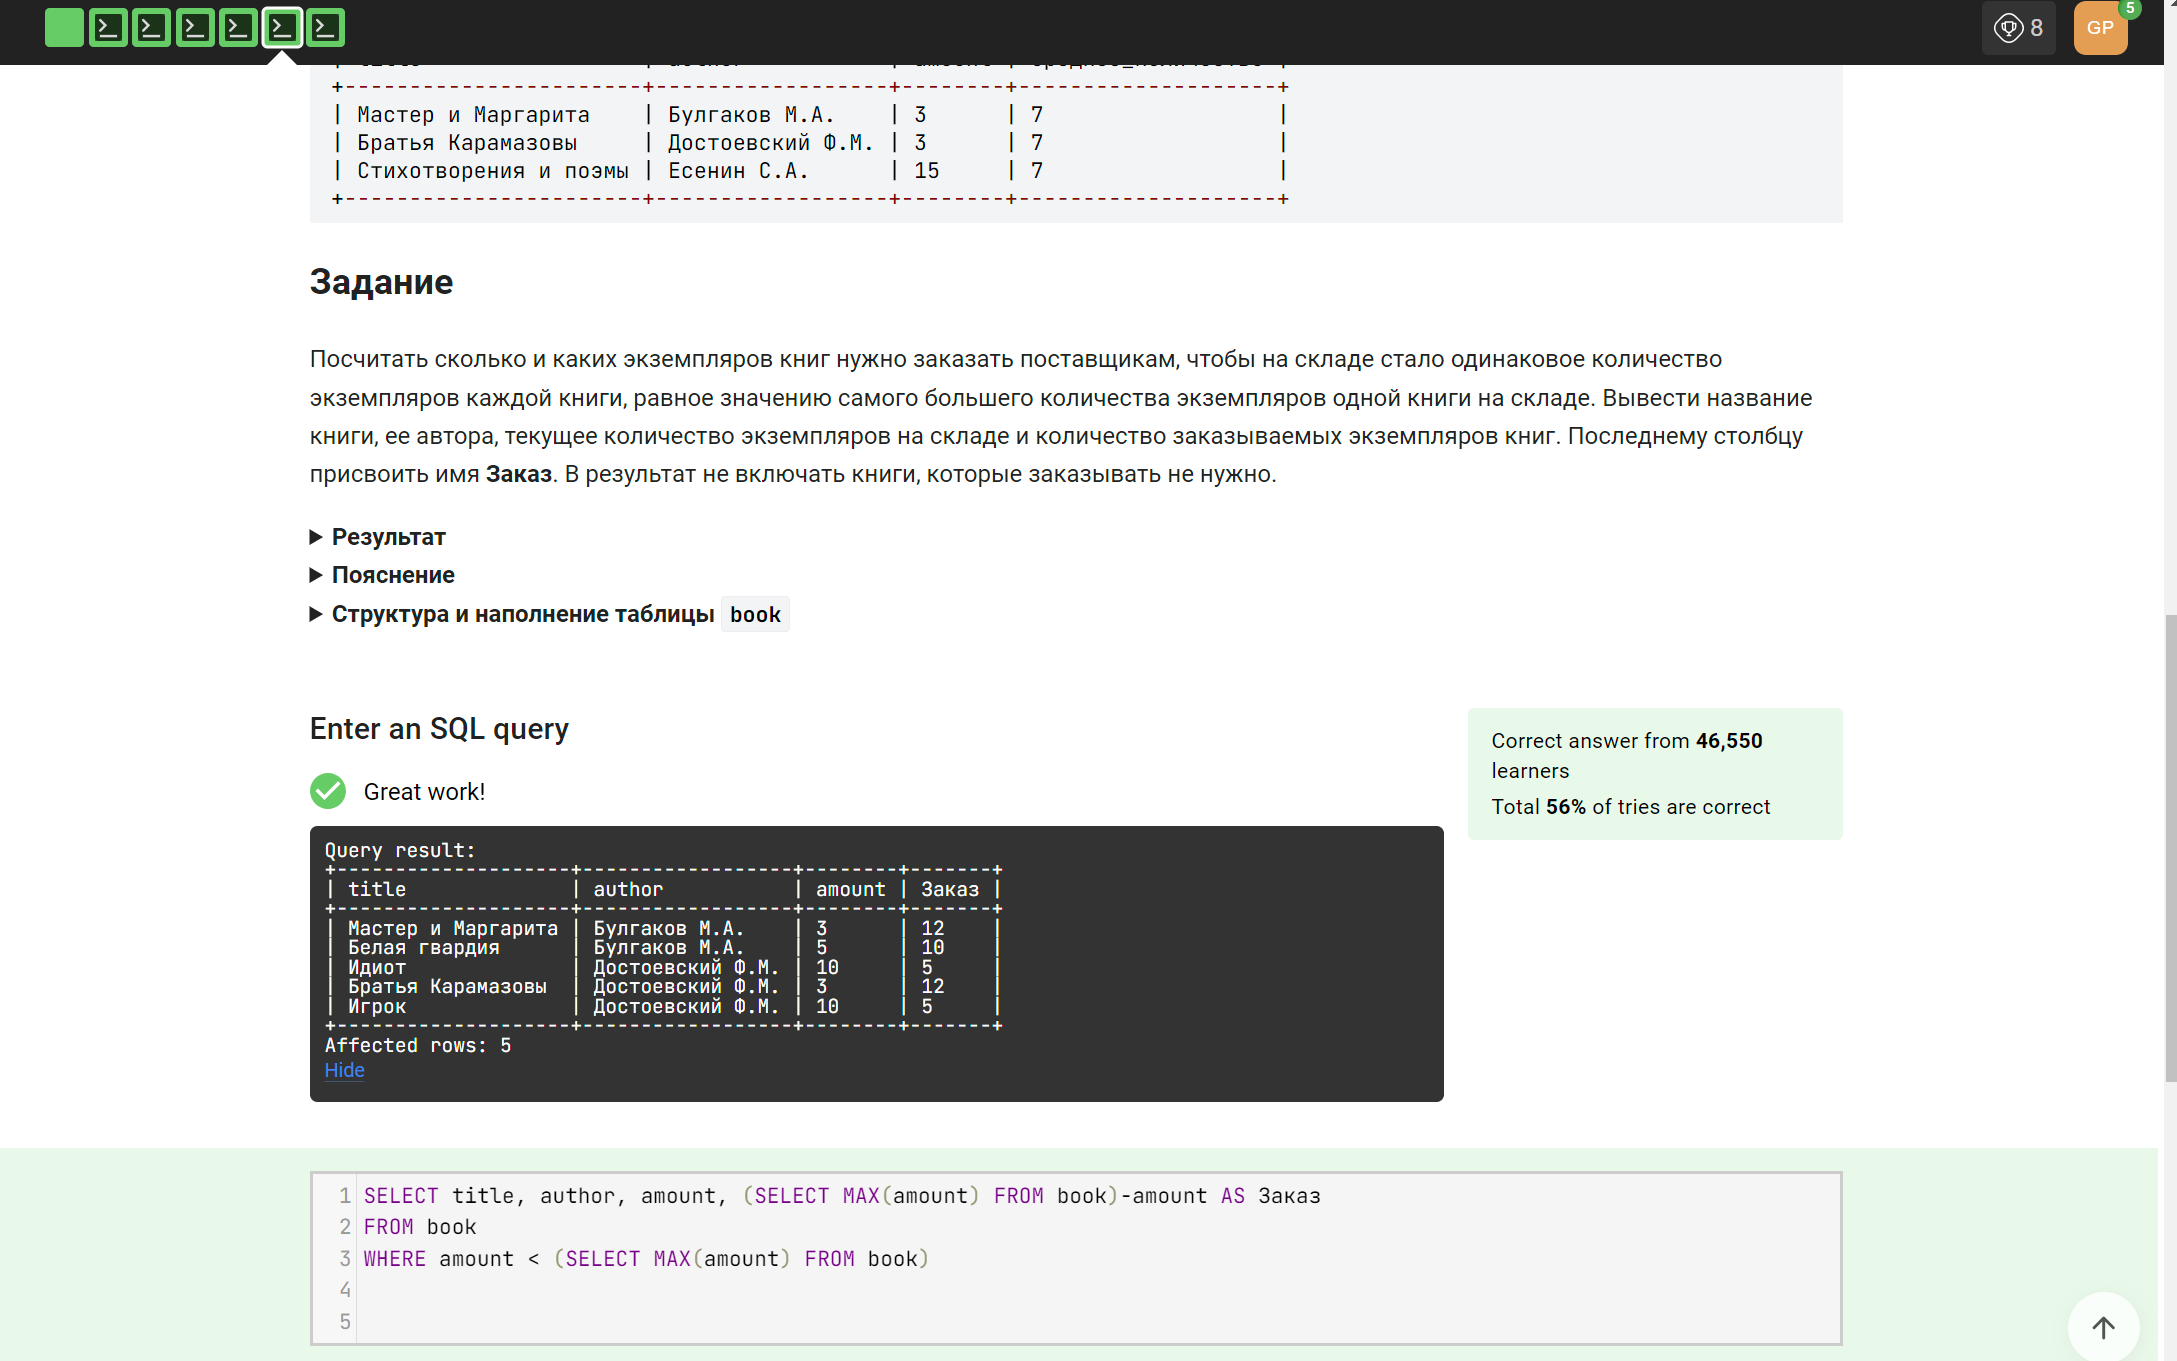 8
GP
5
+-----------------------+------------------+--------+--------------------+
| Мастер и Маргарита    | Булгаков М.А.    | 3      | 7                  |
| Братья Карамазовы     | Достоевский Ф.М. | 3      | 7                  |
| Стихотворения и поэмы | Есенин С.А.      | 15     | 7                  |
+-----------------------+------------------+--------+--------------------+
Задание
Посчитать сколько и каких экземпляров книг нужно заказать поставщикам, чтобы на складе стало одинаковое количество
экземпляров каждой книги, равное значению самого большего количества экземпляров одной книги на складе. Вывести название
книги, ее автора, текущее количество экземпляров на складе и количество заказываемых экземпляров книг. Последнему столбцу
присвоить имя Заказ. В результат не включать книги, которые заказывать не нужно.
Результат
Пояснение
Структура и наполнение таблицы book
Enter an SQL query
Great work!
Correct answer from 46,550
learners
Total 56% of tries are correct
Query result:
+--------------------+------------------+--------+-------+
| title              | author           | amount | Заказ |
+--------------------+------------------+--------+-------+
| Мастер и Маргарита | Булгаков М.А.    | 3      | 12    |
| Белая гвардия      | Булгаков М.А.    | 5      | 10    |
| Идиот              | Достоевский Ф.М. | 10     | 5     |
| Братья Карамазовы  | Достоевский Ф.М. | 3      | 12    |
| Игрок              | Достоевский Ф.М. | 10     | 5     |
+--------------------+------------------+--------+-------+
Affected rows: 5
Hide
1 SELECT title, author, amount, (SELECT MAX(amount) FROM book)-amount AS Заказ
2 FROM book
3 WHERE amount < (SELECT MAX(amount) FROM book)
4
5